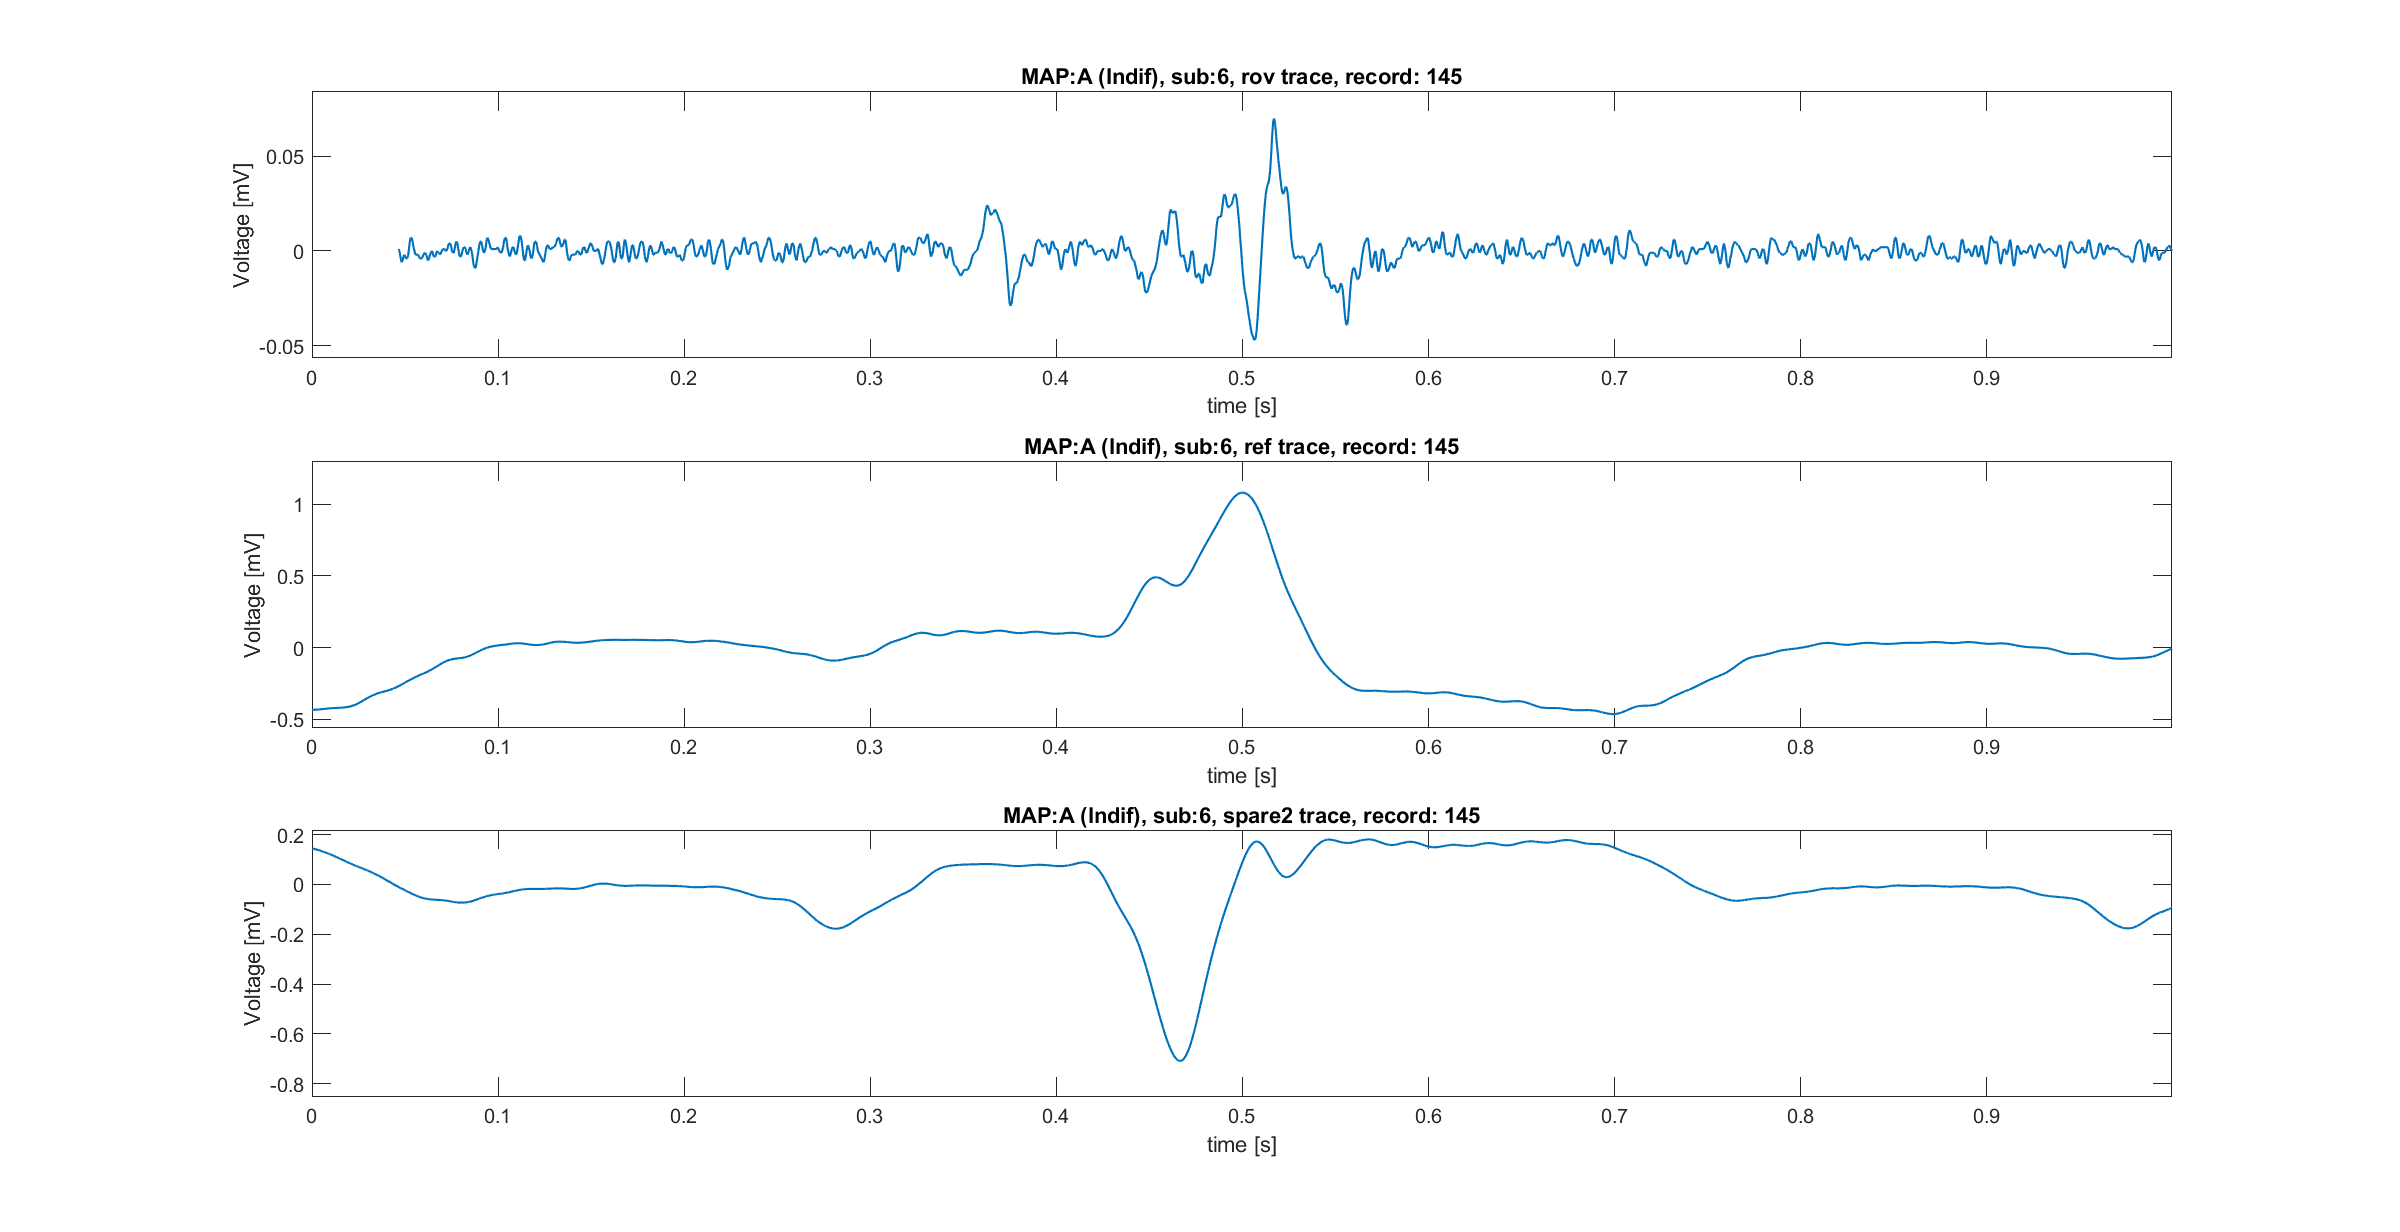 MAP:A (Indif), sub:6, rov trace, record: 145
Voltage [mV]
0.05
0
-0.05
0 0.1 0.2 0.3 0.4 0.5 0.6 0.7 0.8 0.9
time [s]
MAP:A (Indif), sub:6, ref trace, record: 145
Voltage [mV]
1
0.5
0
-0.5
0 0.1 0.2 0.3 0.4 0.5 0.6 0.7 0.8 0.9
time [s]
MAP:A (Indif), sub:6, spare2 trace, record: 145
Voltage [mV]
0.2
0
-0.2
-0.4
-0.6
-0.8
0 0.1 0.2 0.3 0.4 0.5 0.6 0.7 0.8 0.9
time [s]